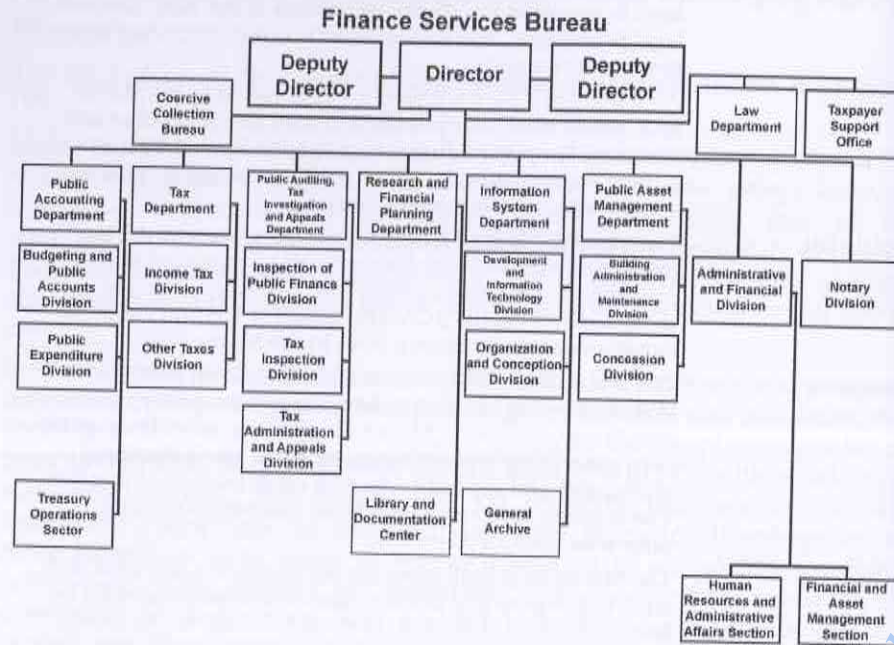 Finance Services Bureau
Deputy
Director
Director
Deputy
Director
Coercive
Collection
Bureau
Law
Department
Taxpayer
Support
Office
Public
Accounting
Department
Tax
Department
Public Auditing,
Tax
Investigation
and Appeals
Department
Research and
Financial
Planning
Department
Information
System
Department
Public Asset
Management
Department
Budgeting and
Public
Accounts
Division
Income Tax
Division
Inspection of
Public Finance
Division
Development
and
Information
Technology
Division
Building
Administration
and
Maintenance
Division
Administrative
and Financial
Division
Notary
Division
Public
Expenditure
Division
Other Taxes
Division
Tax
Inspection
Division
Organization
and Conception
Division
Concession
Division
Tax
Administration
and Appeals
Division
Treasury
Operations
Sector
Library and
Documentation
Center
General
Archive
Human
Resources and
Administrative
Affairs Section
Financial and
Asset
Management
Section